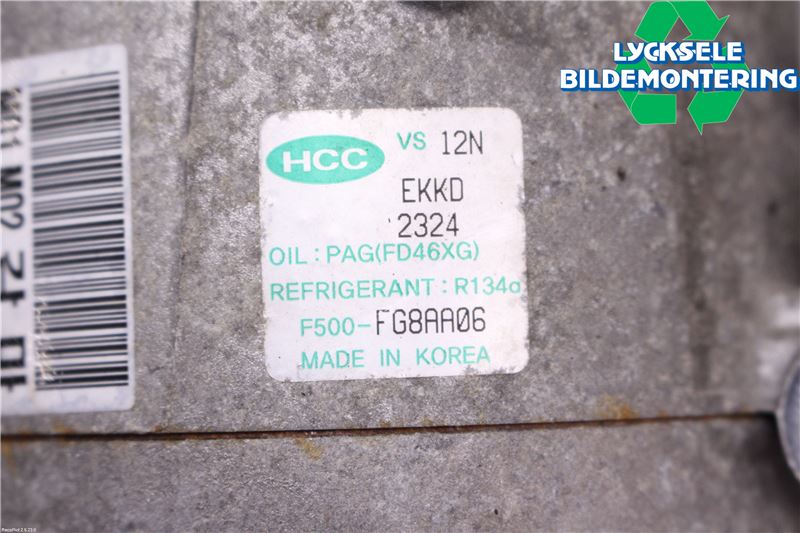 LYCKSELE
BILDEMONTERING
HCC VS 12N
EKKD
2324
OIL : PAG(FD46XG)
REFRIGERANT : R134a
F500-FG8AA06
MADE IN KOREA